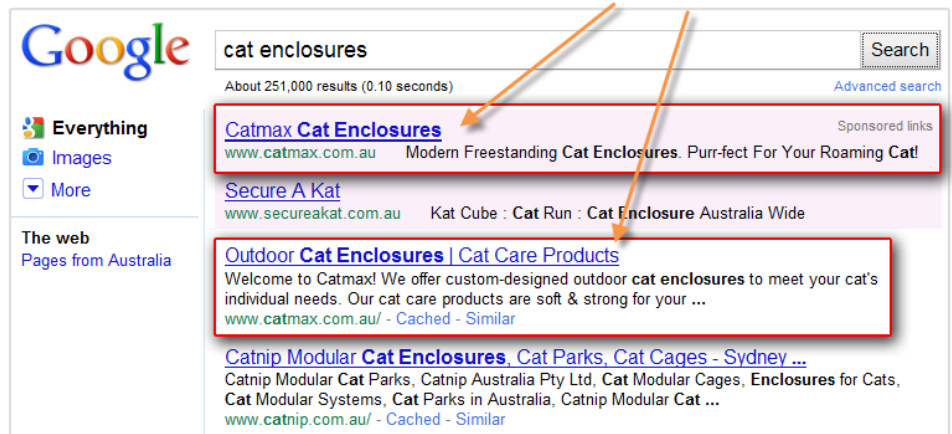 Google
cat enclosures
Search
About 251,000 results (0.10 seconds)
Advanced search
Everything
Images
More
The web
Pages from Australia
Catmax Cat Enclosures
Sponsored links
www.catmax.com.au Modern Freestanding Cat Enclosures. Purr-fect For Your Roaming Cat!
Secure A Kat
www.secureakat.com.au Kat Cube : Cat Run : Cat Enclosure Australia Wide
Outdoor Cat Enclosures | Cat Care Products
Welcome to Catmax! We offer custom-designed outdoor cat enclosures to meet your cat's
individual needs. Our cat care products are soft & strong for your ...
www.catmax.com.au/ - Cached - Similar
Catnip Modular Cat Enclosures, Cat Parks, Cat Cages - Sydney ...
Catnip Modular Cat Parks, Catnip Australia Pty Ltd, Cat Modular Cages, Enclosures for Cats,
Cat Modular Systems, Cat Parks in Australia, Catnip Modular Cat ...
www.catnip.com.au/ - Cached - Similar